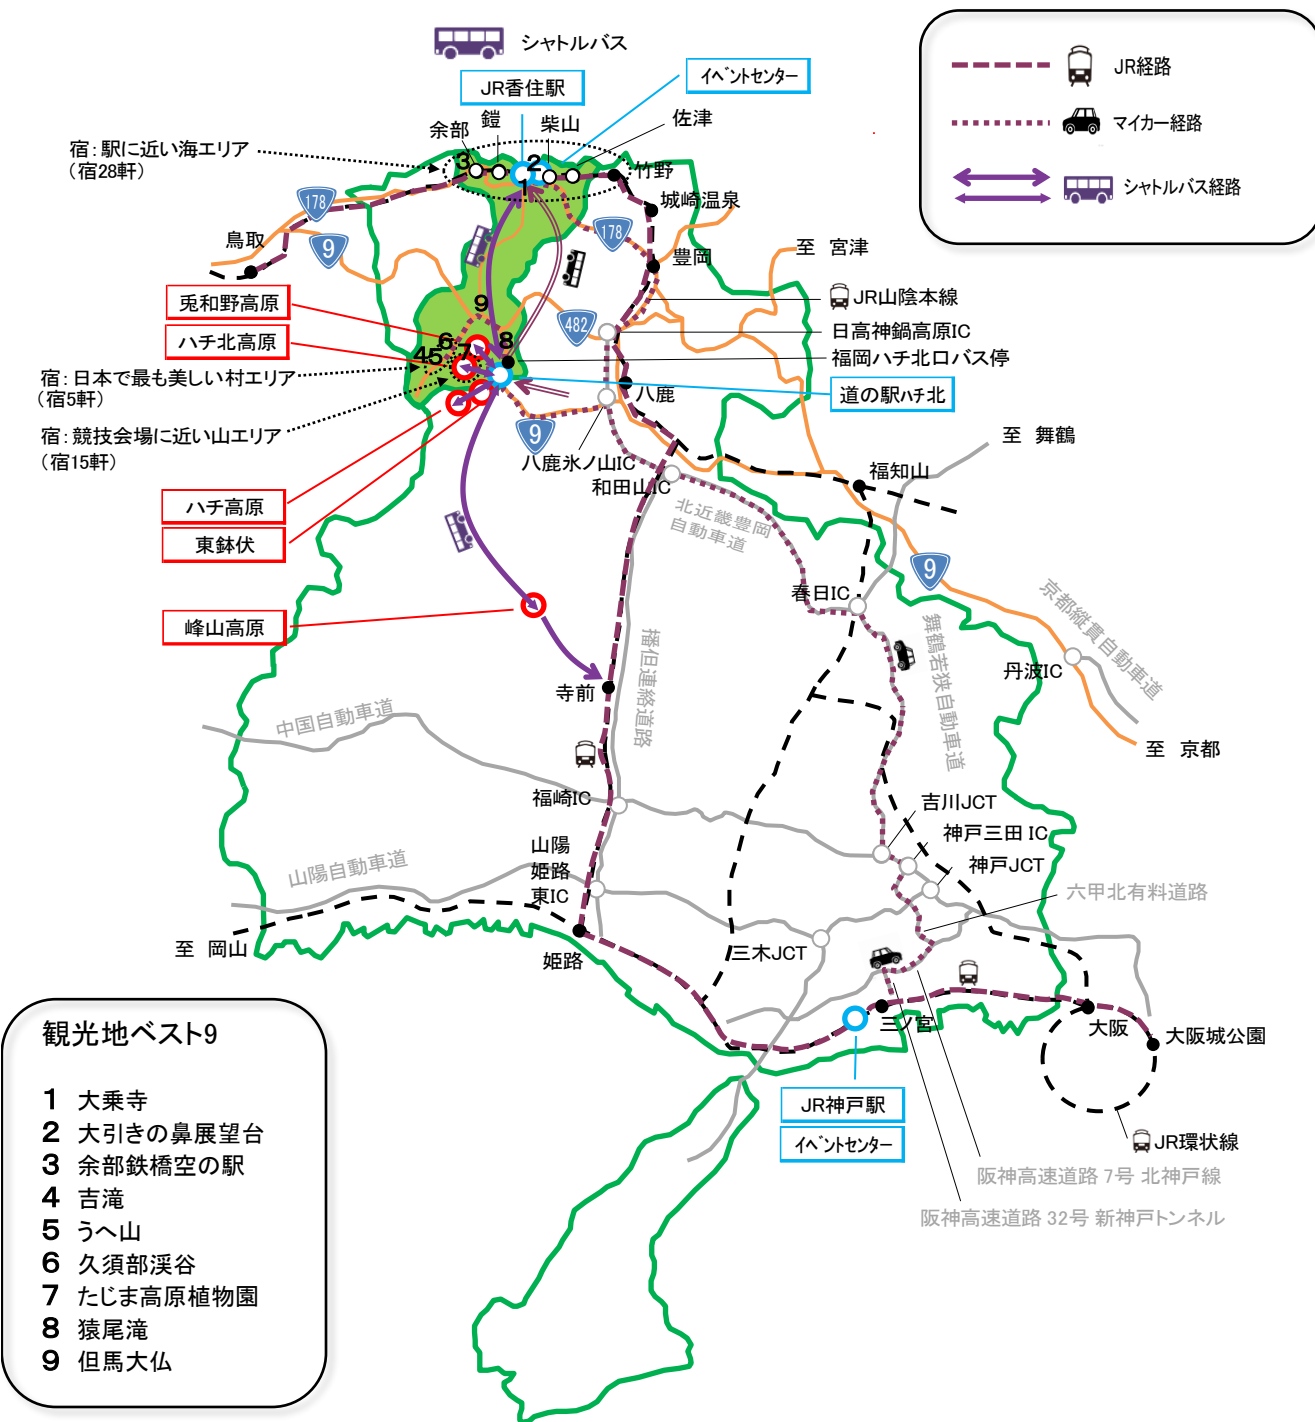 シャトルバス
JR香住駅
イベントセンター
JR経路
マイカー経路
シャトルバス経路
余部
鎧
柴山
佐津
宿：駅に近い海エリア
（宿28軒）
3
2
1
竹野
城崎温泉
178
178
鳥取
9
豊岡
至 宮津
兎和野高原
9
JR山陰本線
482
日高神鍋高原IC
ハチ北高原
6
8
45
7
福岡ハチ北口バス停
宿：日本で最も美しい村エリア
（宿5軒）
八鹿
道の駅ハチ北
宿：競技会場に近い山エリア
（宿15軒）
9
至 舞鶴
八鹿氷ノ山IC
和田山IC
福知山
ハチ高原
北近畿豊岡
自動車道
東鉢伏
9
春日IC
京都縦貫自動車道
峰山高原
舞鶴若狭自動車道
丹波IC
寺前
播但連絡道路
中国自動車道
至 京都
福崎IC
吉川JCT
神戸三田 IC
山陽
姫路
東IC
神戸JCT
山陽自動車道
六甲北有料道路
至 岡山
姫路
三木JCT
三ノ宮
大阪
大阪城公園
JR神戸駅
イベントセンター
JR環状線
阪神高速道路 7号 北神戸線
阪神高速道路 32号 新神戸トンネル
観光地ベスト9
1 大乗寺
2 大引きの鼻展望台
3 余部鉄橋空の駅
4 吉滝
5 うへ山
6 久須部渓谷
7 たじま高原植物園
8 猿尾滝
9 但馬大仏